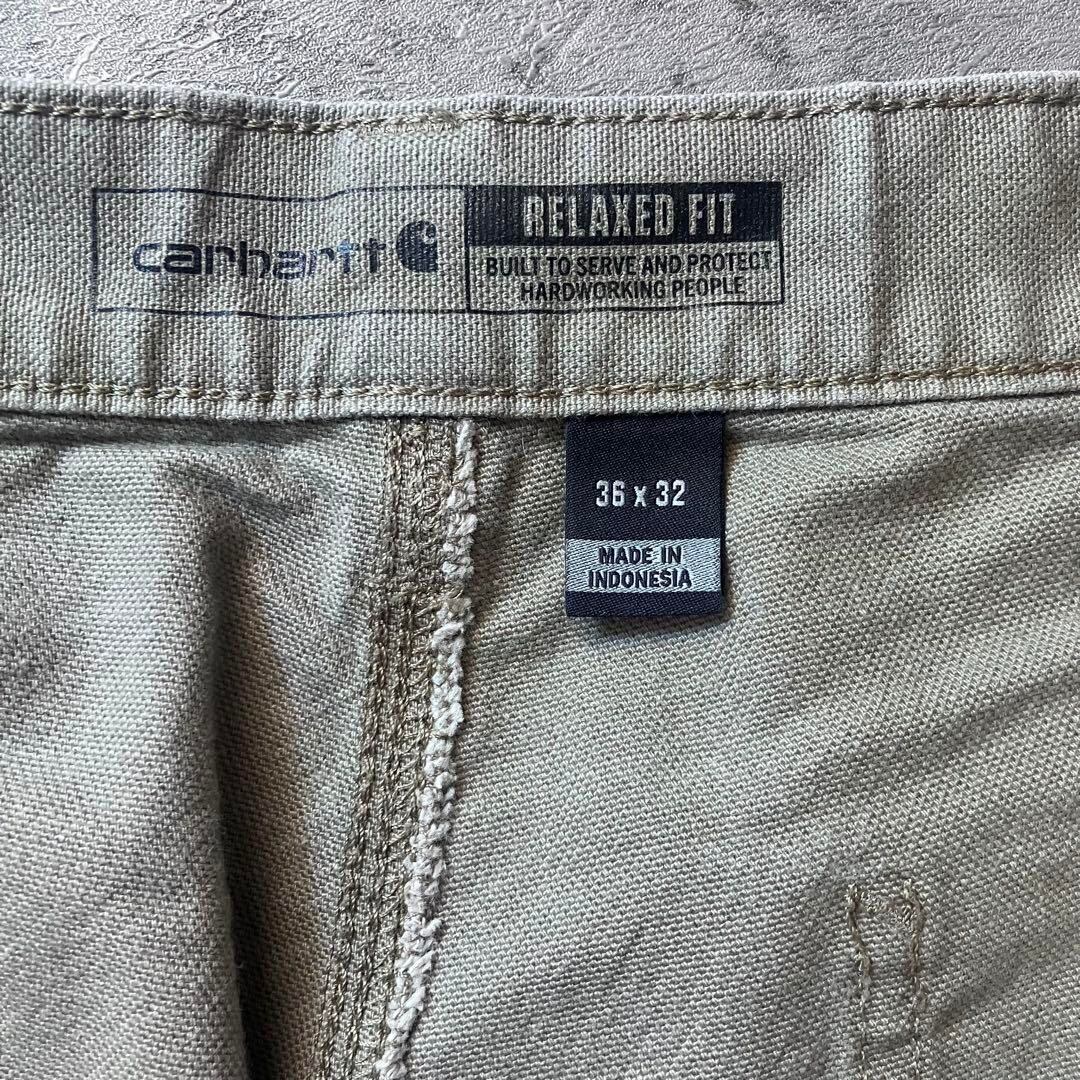 carhartt
RELAXED FIT
BUILT TO SERVE AND PROTECT
HARDWORKING PEOPLE
36 x 32
MADE IN
INDONESIA